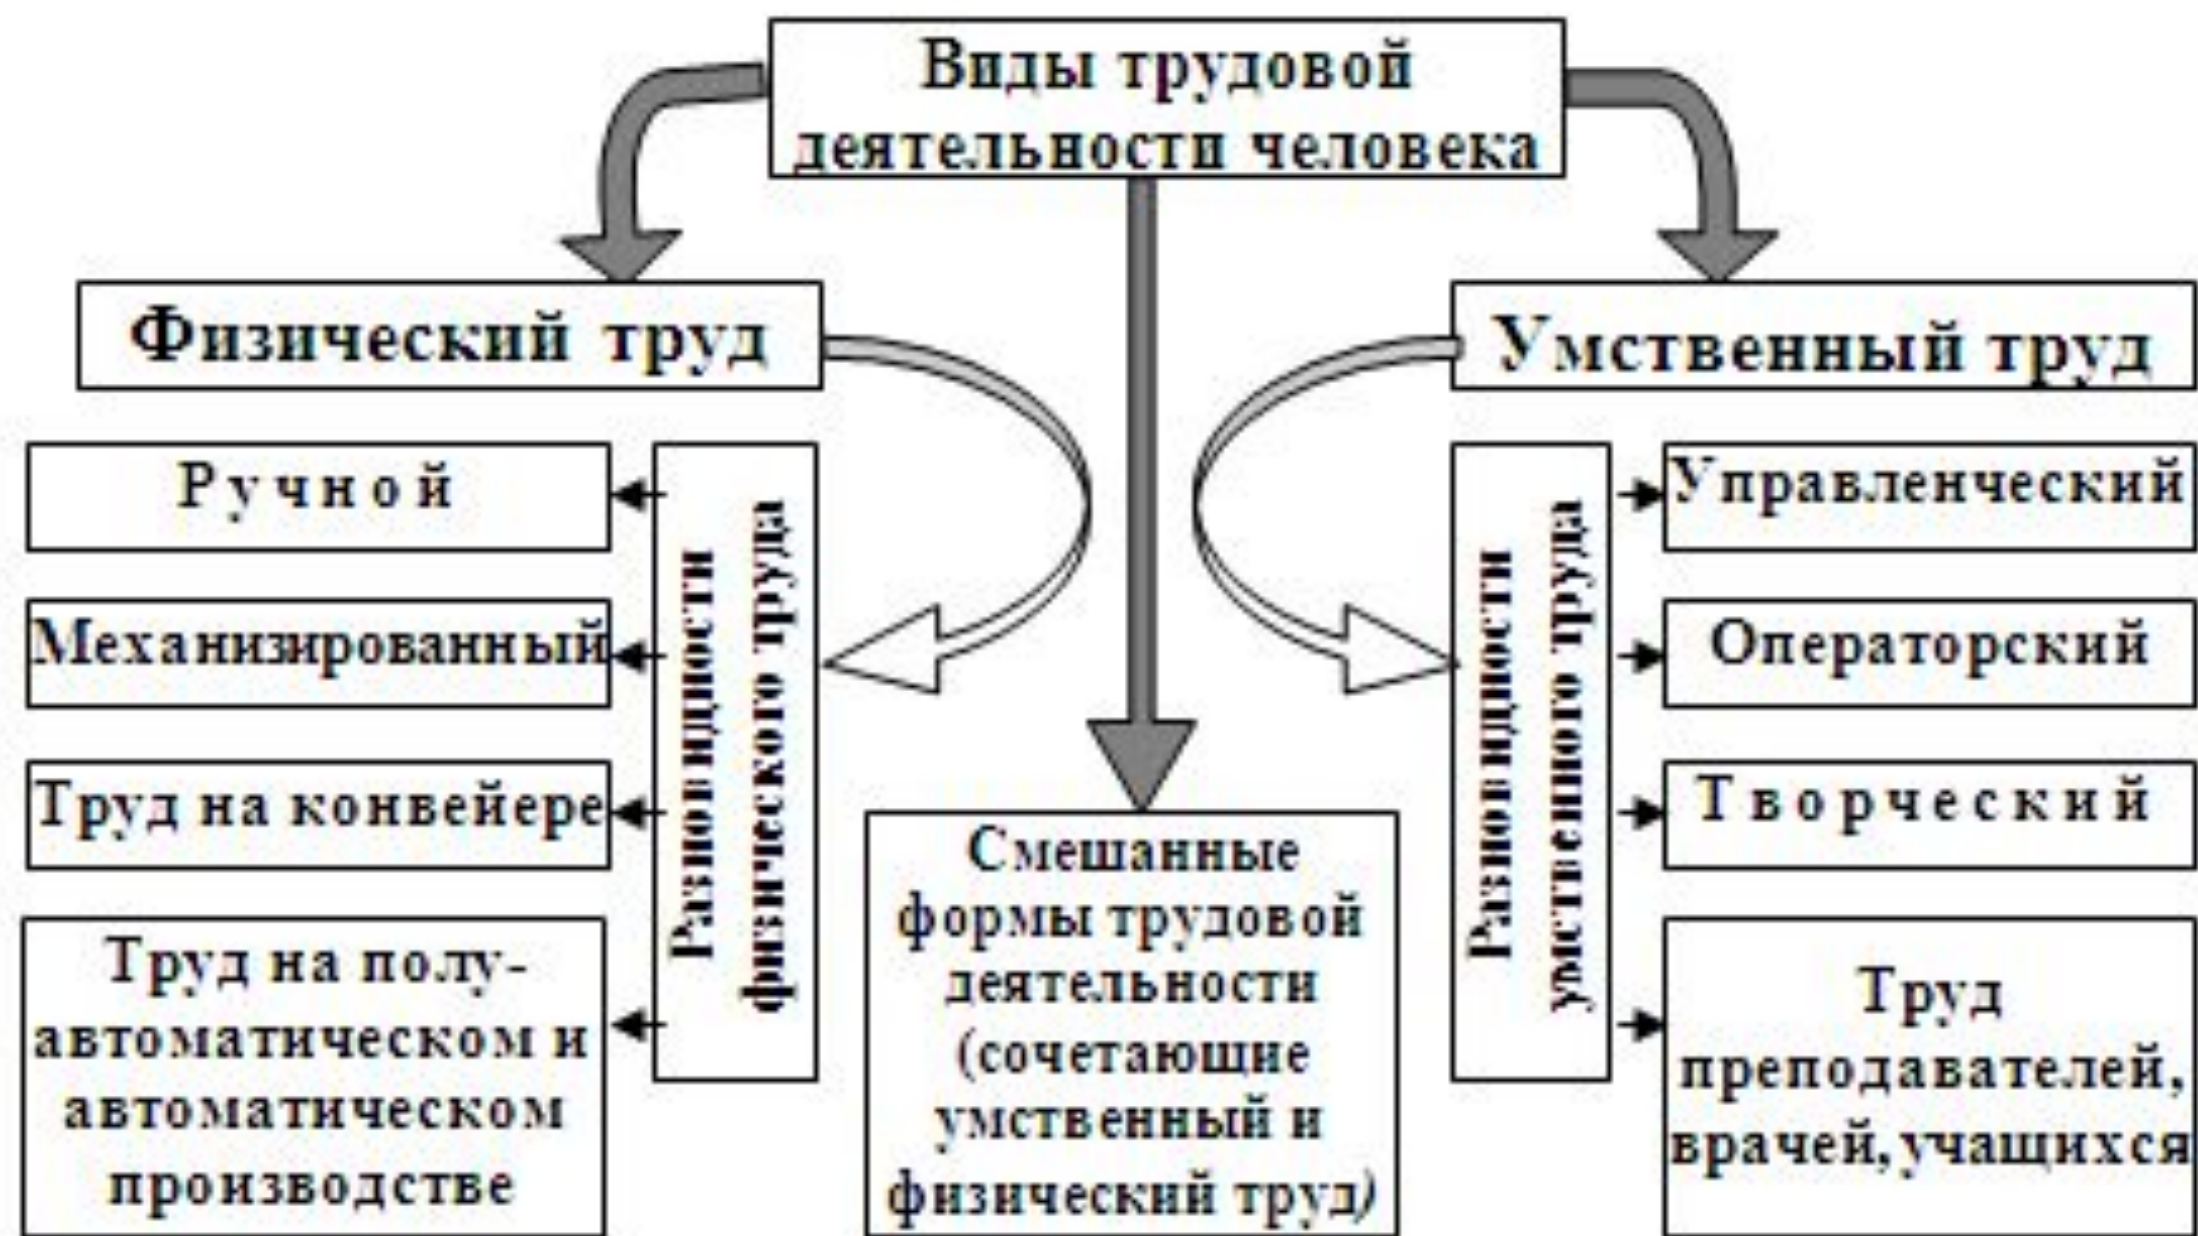 Виды трудовой
деятельности человека
Физический труд
Умственный труд
Ручной
Механизированный
Труд на конвейере
Труд на полу-
автоматическом и
автоматическом
производстве
Разновидности
физического труда
Смешанные
формы трудовой
деятельности
(сочетающие
умственный и
физический труд)
Разновидности
умственного труда
Управленческий
Операторский
Творческий
Труд
преподавателей,
врачей, учащихся